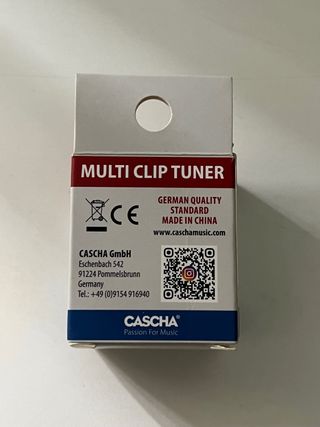 MULTI CLIP TUNER
CE
GERMAN QUALITY
STANDARD
MADE IN CHINA
www.caschamusic.com
CASCHA GmbH
Eschenbach 542
91224 Pommelsbrunn
Germany
Tel.: +49 (0)9154 916940
CASCHA®
Passion For Music